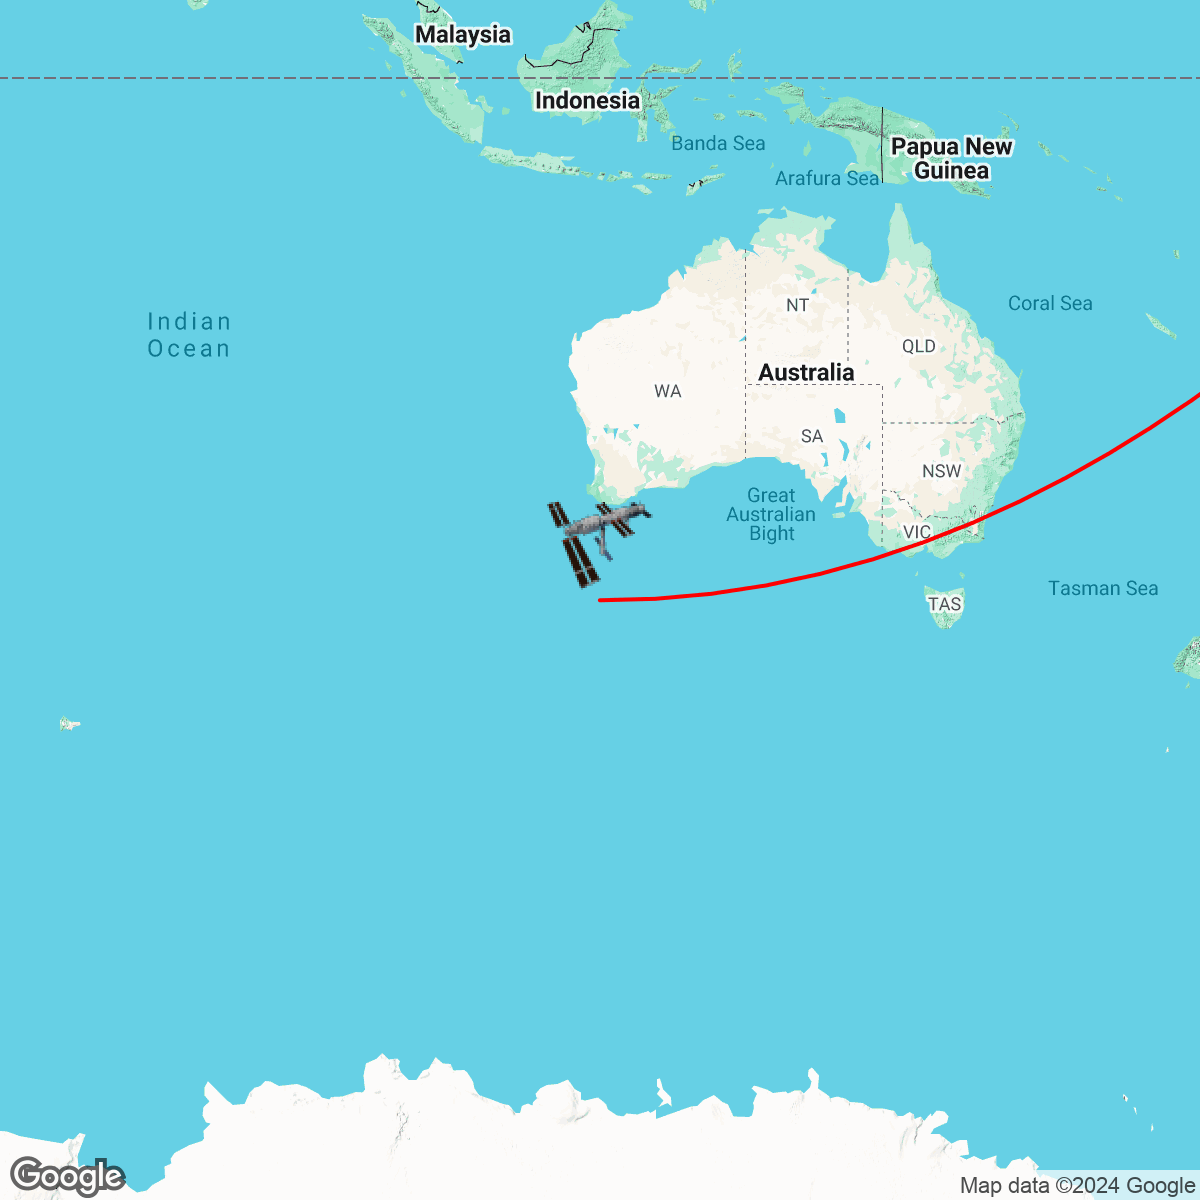 Malaysia
Indonesia
Banda Sea
Papua New
Guinea
Arafura Sea
Indian
Ocean
NT
Coral Sea
QLD
Australia
WA
SA
NSW
Great
Australian
Bight
VIC
TAS
Tasman Sea
Google
Map data ©2024 Google